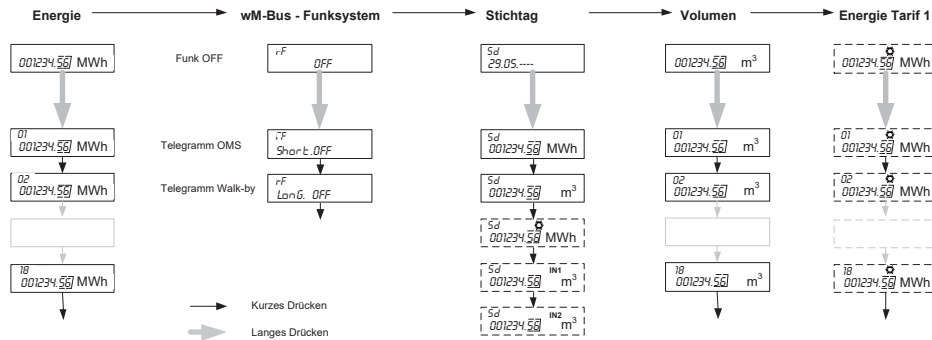 Energie
wM-Bus - Funksystem
Stichtag
Volumen
Energie Tarif 1
001234.56 MWh
Funk OFF
rF
OFF
Sd
29.05.----
001234.56 m³
001234.56 MWh
01
001234.56 MWh
Telegramm OMS
rF
Short.OFF
Sd
001234.56 MWh
01
001234.56 m³
01
001234.56 MWh
02
001234.56 MWh
Telegramm Walk-by
rF
LonG. OFF
Sd
001234.56 m³
02
001234.56 m³
02
001234.56 MWh
Sd
001234.56 MWh
18
001234.56 MWh
Sd
IN1
001234.56 m³
18
001234.56 m³
18
001234.56 MWh
Kurzes Drücken
Sd
IN2
001234.56 m³
Langes Drücken